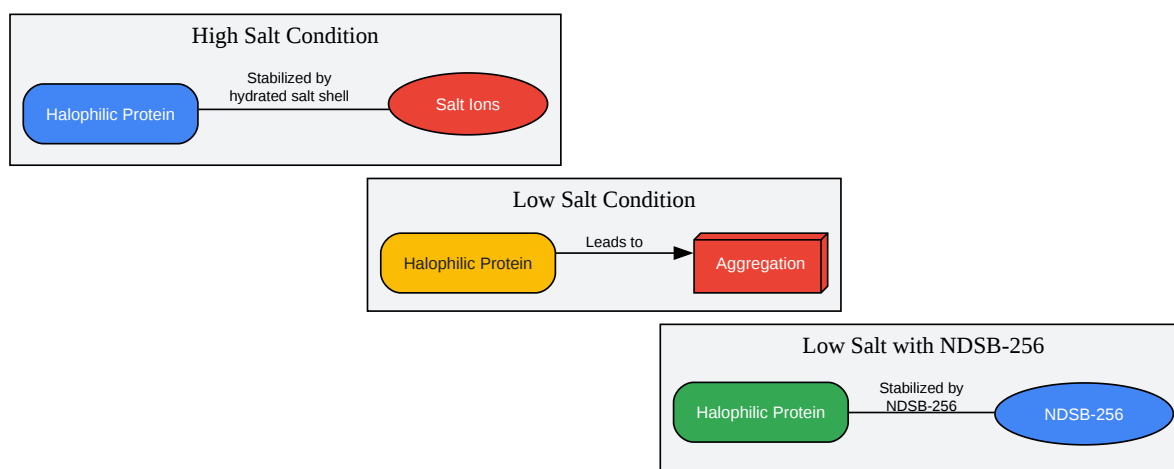 High Salt Condition
Stabilized by
hydrated salt shell
Halophilic Protein
Salt Ions
Low Salt Condition
Leads to
Halophilic Protein
Aggregation
Low Salt with NDSB-256
Stabilized by
NDSB-256
Halophilic Protein
NDSB-256